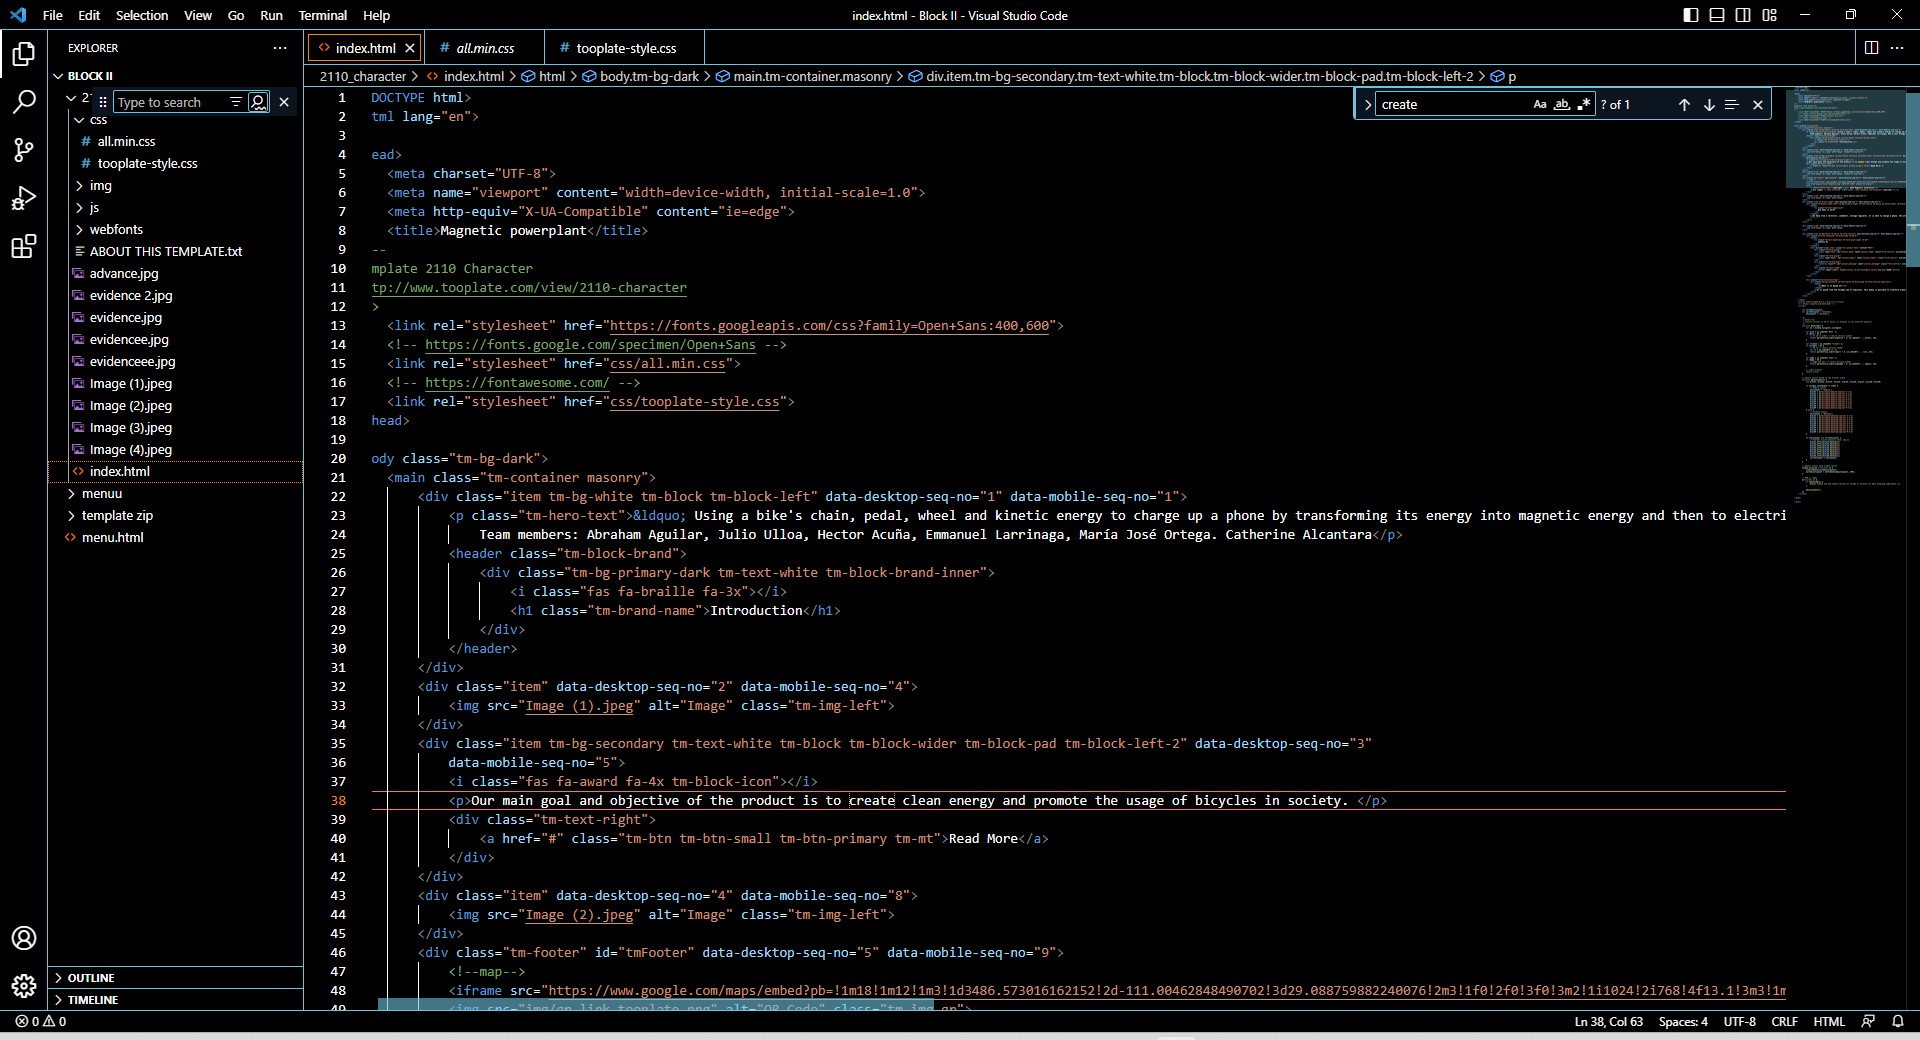 File Edit Selection View Go Run Terminal Help
index.html - Block II - Visual Studio Code
EXPLORER
BLOCK II
Type to search
css
all.min.css
tooplate-style.css
img
js
webfonts
ABOUT THIS TEMPLATE.txt
advance.jpg
evidence 2.jpg
evidence.jpg
evidencee.jpg
evidenceee.jpg
Image (1).jpeg
Image (2).jpeg
Image (3).jpeg
Image (4).jpeg
index.html
menuu
template zip
menu.html
OUTLINE
TIMELINE
index.html # all.min.css # tooplate-style.css
2110_character > index.html > html > body.tm-bg-dark > main.tm-container.masonry > div.item.tm-bg-secondary.tm-text-white.tm-block.tm-block-wider.tm-block-pad.tm-block-left-2 > p
create Aa ab .* ? of 1
1 DOCTYPE html>
2 tml lang="en">
3
4 ead>
5 <meta charset="UTF-8">
6 <meta name="viewport" content="width=device-width, initial-scale=1.0">
7 <meta http-equiv="X-UA-Compatible" content="ie=edge">
8 <title>Magnetic powerplant</title>
9 --
10 mplate 2110 Character
11 tp://www.tooplate.com/view/2110-character
12 >
13 <link rel="stylesheet" href="https://fonts.googleapis.com/css?family=Open+Sans:400,600">
14 <!-- https://fonts.google.com/specimen/Open+Sans -->
15 <link rel="stylesheet" href="css/all.min.css">
16 <!-- https://fontawesome.com/ -->
17 <link rel="stylesheet" href="css/tooplate-style.css">
18 head>
19
20 ody class="tm-bg-dark">
21 <main class="tm-container masonry">
22 <div class="item tm-bg-white tm-block tm-block-left" data-desktop-seq-no="1" data-mobile-seq-no="1">
23 <p class="tm-hero-text">&ldquo; Using a bike's chain, pedal, wheel and kinetic energy to charge up a phone by transforming its energy into magnetic energy and then to electri
24 Team members: Abraham Aguilar, Julio Ulloa, Hector Acuña, Emmanuel Larrinaga, María José Ortega. Catherine Alcantara</p>
25 <header class="tm-block-brand">
26 <div class="tm-bg-primary-dark tm-text-white tm-block-brand-inner">
27 <i class="fas fa-braille fa-3x"></i>
28 <h1 class="tm-brand-name">Introduction</h1>
29 </div>
30 </header>
31 </div>
32 <div class="item" data-desktop-seq-no="2" data-mobile-seq-no="4">
33 <img src="Image (1).jpeg" alt="Image" class="tm-img-left">
34 </div>
35 <div class="item tm-bg-secondary tm-text-white tm-block tm-block-wider tm-block-pad tm-block-left-2" data-desktop-seq-no="3"
36 data-mobile-seq-no="5">
37 <i class="fas fa-award fa-4x tm-block-icon"></i>
38 <p>Our main goal and objective of the product is to create clean energy and promote the usage of bicycles in society. </p>
39 <div class="tm-text-right">
40 <a href="#" class="tm-btn tm-btn-small tm-btn-primary tm-mt">Read More</a>
41 </div>
42 </div>
43 <div class="item" data-desktop-seq-no="4" data-mobile-seq-no="8">
44 <img src="Image (2).jpeg" alt="Image" class="tm-img-left">
45 </div>
46 <div class="tm-footer" id="tmFooter" data-desktop-seq-no="5" data-mobile-seq-no="9">
47 <!--map-->
48 <iframe src="https://www.google.com/maps/embed?pb=!1m18!1m12!1m3!1d3486.573016162152!2d-111.00462848490702!3d29.088759882240076!2m3!1f0!2f0!3f0!3m2!1i1024!2i768!4f13.1!3m3!1m
0 0
Ln 38, Col 63 Spaces: 4 UTF-8 CRLF HTML